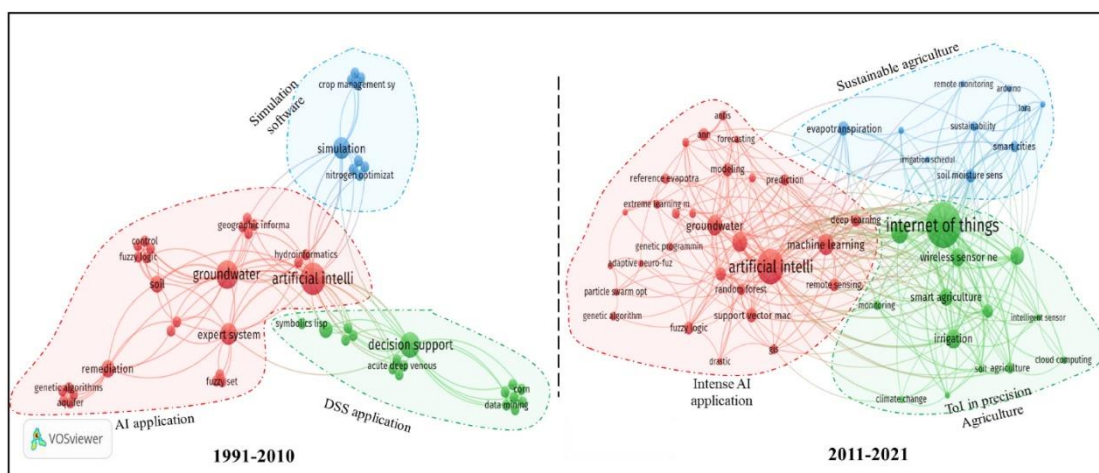 Simulation
software
crop management sy
simulation
nitrogen optimizat
geographic informa
control
fuzzy logic
hydroinformatics
groundwater
artificial intelli
soil
symbolics lisp
expert system
decision support
acute deep venous
remediation
fuzzy set
genetic algorithms
aquifer
corn
data mining
AI application
DSS application
VOSviewer
1991-2010
Sustainable agriculture
remote monitoring
arduino
lora
evapotranspiration
sustainability
smart cities
irrigation schedul
soil moisture sens
anfis
ann
forecasting
modeling
reference evapotra
prediction
extreme learning m
deep learning
groundwater
internet of things
machine learning
genetic programmin
wireless sensor ne
adaptive neuro-fuz
artificial intelli
particle swarm opt
random forest
remote sensing
smart agriculture
monitoring
genetic algorithm
support vector mac
intelligent sensor
fuzzy logic
irrigation
gis
drastic
soil
agriculture
cloud computing
climate change
Intense AI
application
ToI in precision
Agriculture
2011-2021